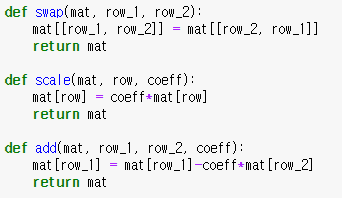 def swap(mat, row_1, row_2):
    mat[[row_1, row_2]] = mat[[row_2, row_1]]
    return mat
def scale(mat, row, coeff):
    mat[row] = coeff*mat[row]
    return mat
def add(mat, row_1, row_2, coeff):
    mat[row_1] = mat[row_1]-coeff*mat[row_2]
    return mat